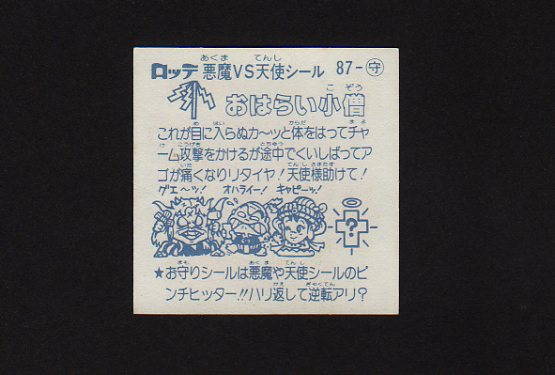 ロッテ 悪魔VS天使シール 87-守
おはらい小僧
これが目に入らぬカ〜ッと体をはってチャ
ーム攻撃をかけるが途中でくいしばってア
ゴが痛くなりリタイヤ!天使様助けて!
ゲエ〜ッ! オハライー! キャピーッ!
?
★お守りシールは悪魔や天使シールのピ
ンチヒッター!!ハリ返して逆転アリ?